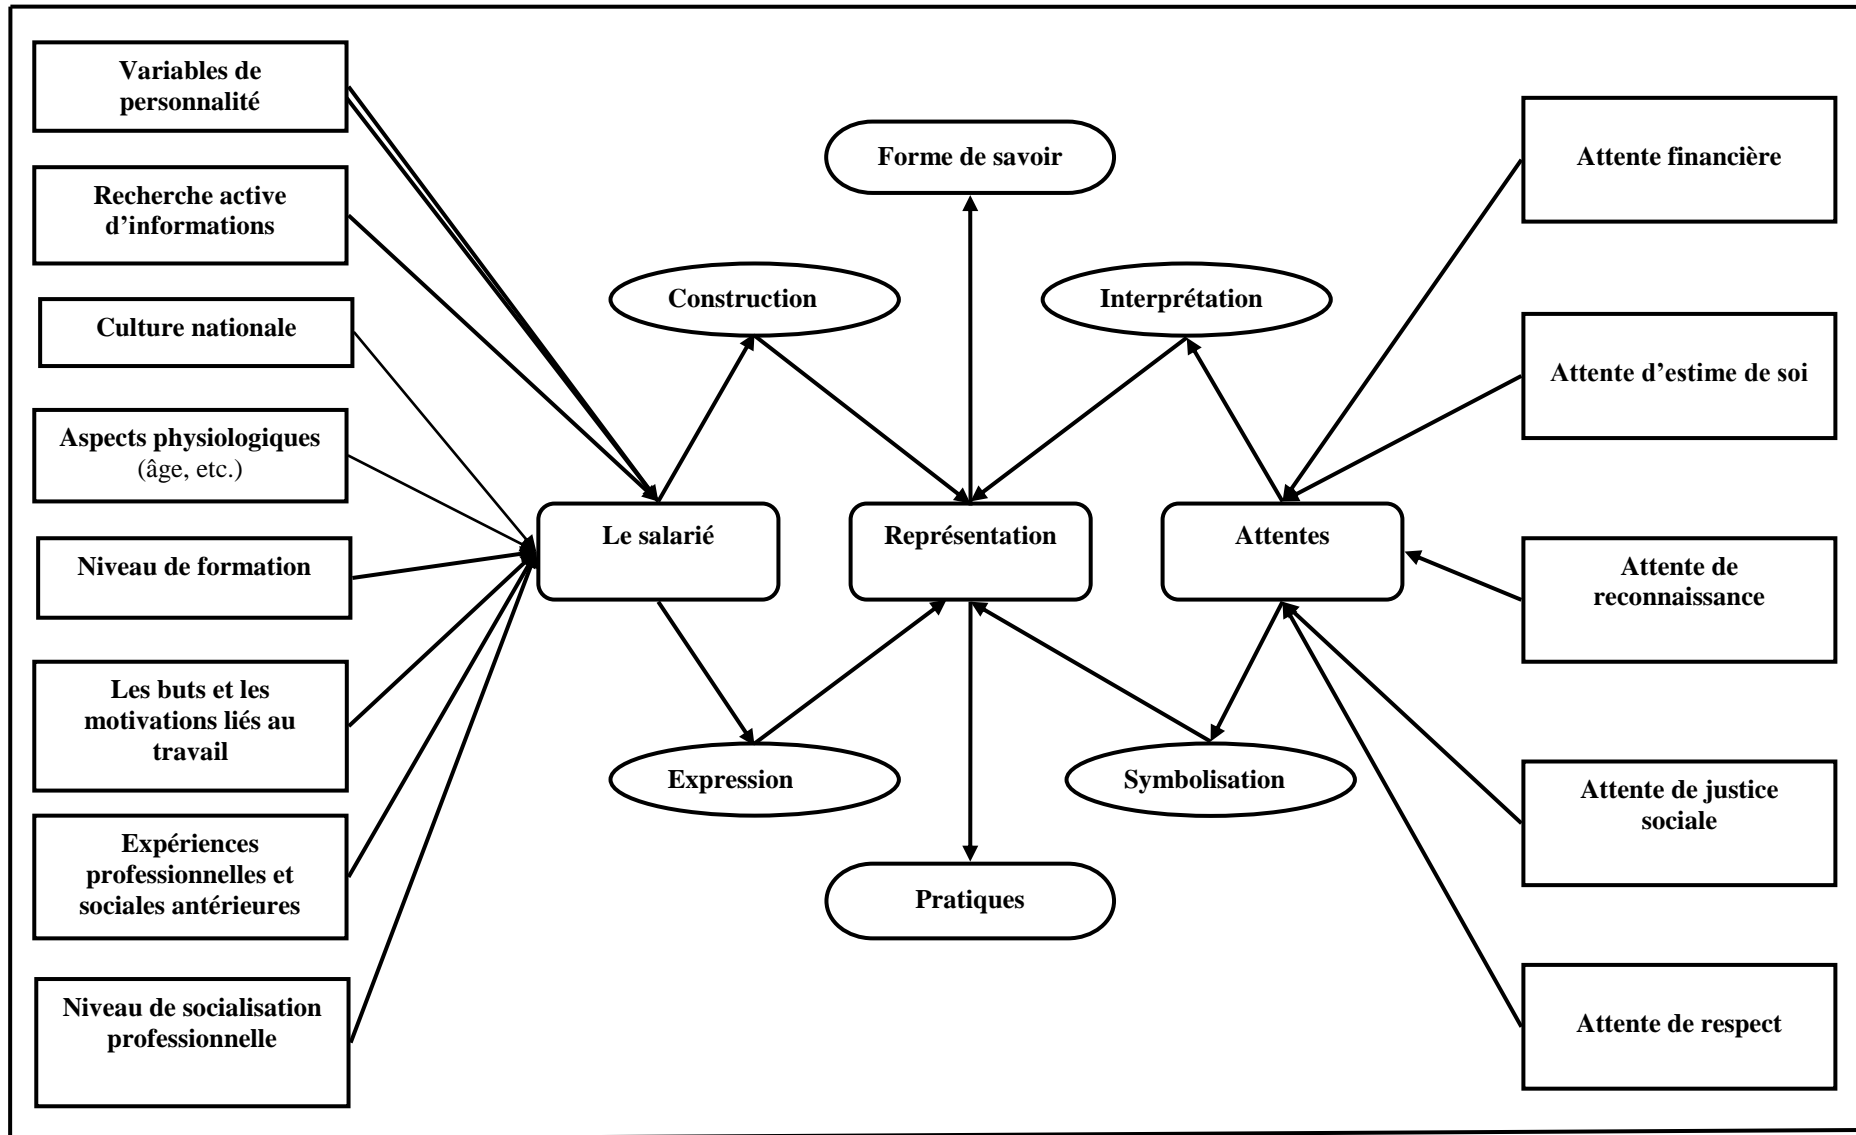 Variables de
personnalité
Recherche active
d’informations
Culture nationale
Aspects physiologiques
(âge, etc.)
Niveau de formation
Les buts et les
motivations liés au
travail
Expériences
professionnelles et
sociales antérieures
Niveau de socialisation
professionnelle
Forme de savoir
Construction
Interprétation
Le salarié
Représentation
Attentes
Expression
Symbolisation
Pratiques
Attente financière
Attente d’estime de soi
Attente de
reconnaissance
Attente de justice
sociale
Attente de respect